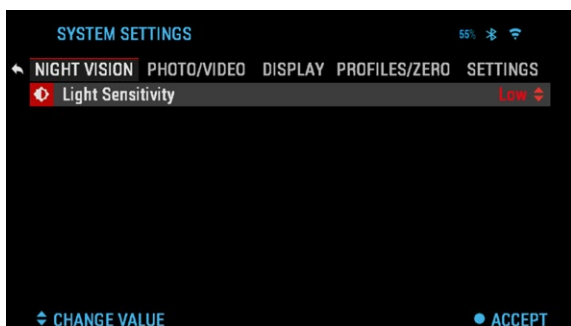 SYSTEM SETTINGS 55%
NIGHT VISION PHOTO/VIDEO DISPLAY PROFILES/ZERO SETTINGS
Light Sensitivity Low
CHANGE VALUE ACCEPT